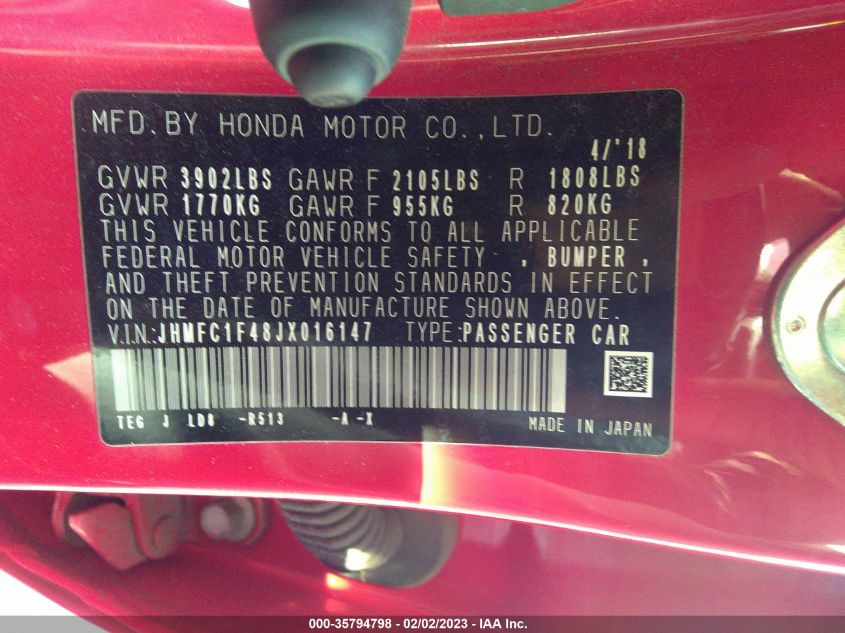 MFD. BY HONDA MOTOR CO.,LTD.
4/'18
GVWR 3902LBS GAWR F 2105LBS R 1808LBS
GVWR 1770KG GAWR F 955KG R 820KG
THIS VEHICLE CONFORMS TO ALL APPLICABLE
FEDERAL MOTOR VEHICLE SAFETY , BUMPER ,
AND THEFT PREVENTION STANDARDS IN EFFECT
ON THE DATE OF MANUFACTURE SHOWN ABOVE.
V.I.N.:JHMFC1F48JX016147 TYPE:PASSENGER CAR
TEG J LD8 -R513 -A -X
MADE IN JAPAN
000-35794798 - 02/02/2023 - IAA Inc.